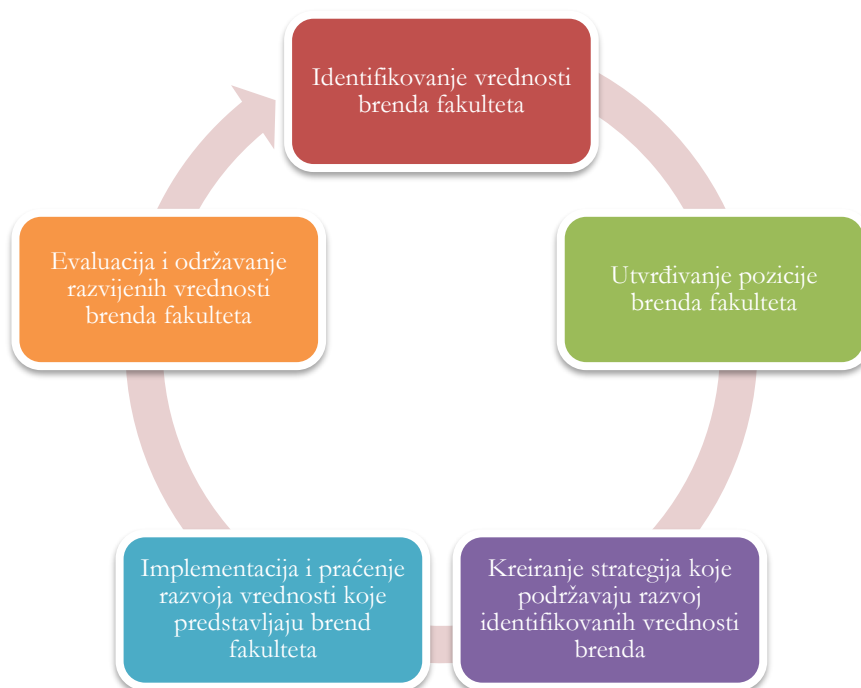 Identifikovanje vrednosti
brenda fakulteta
Utvrđivanje pozicije
brenda fakulteta
Kreiranje strategija koje
podržavaju razvoj
identifikovanih vrednosti
brenda
Implementacija i praćenje
razvoja vrednosti koje
predstavljaju brend
fakulteta
Evaluacija i održavanje
razvijenih vrednosti
brenda fakulteta